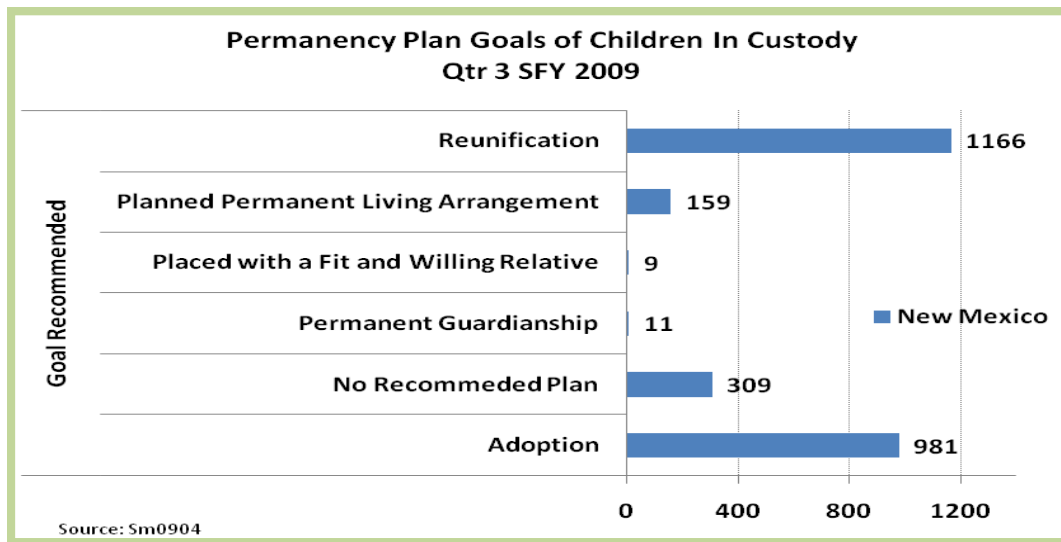 Permanency Plan Goals of Children In Custody
Qtr 3 SFY 2009
Goal Recommended
Reunification
1166
Planned Permanent Living Arrangement
159
Placed with a Fit and Willing Relative
9
Permanent Guardianship
11
New Mexico
No Recommeded Plan
309
Adoption
981
0 400 800 1200
Source: Sm0904